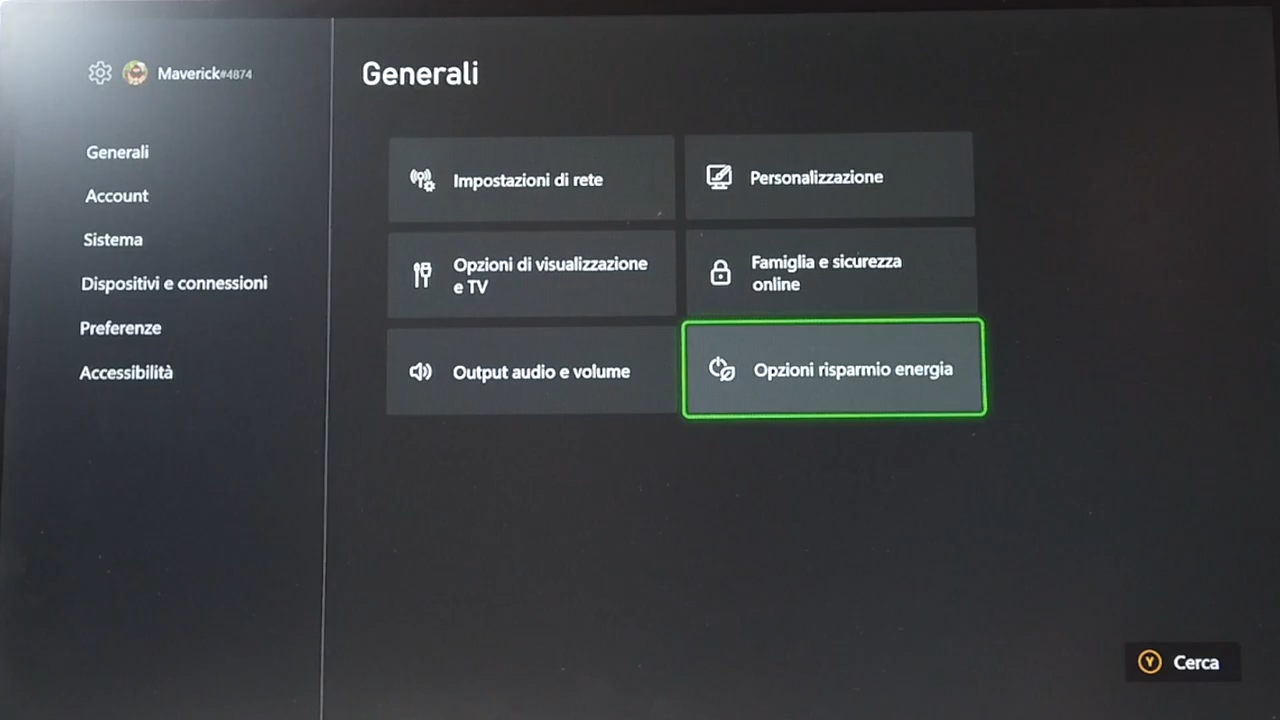 Maverick#4874
Generali
Account
Sistema
Dispositivi e connessioni
Preferenze
Accessibilità
Generali
Impostazioni di rete
Personalizzazione
Opzioni di visualizzazione
e TV
Famiglia e sicurezza
online
Output audio e volume
Opzioni risparmio energia
Y Cerca